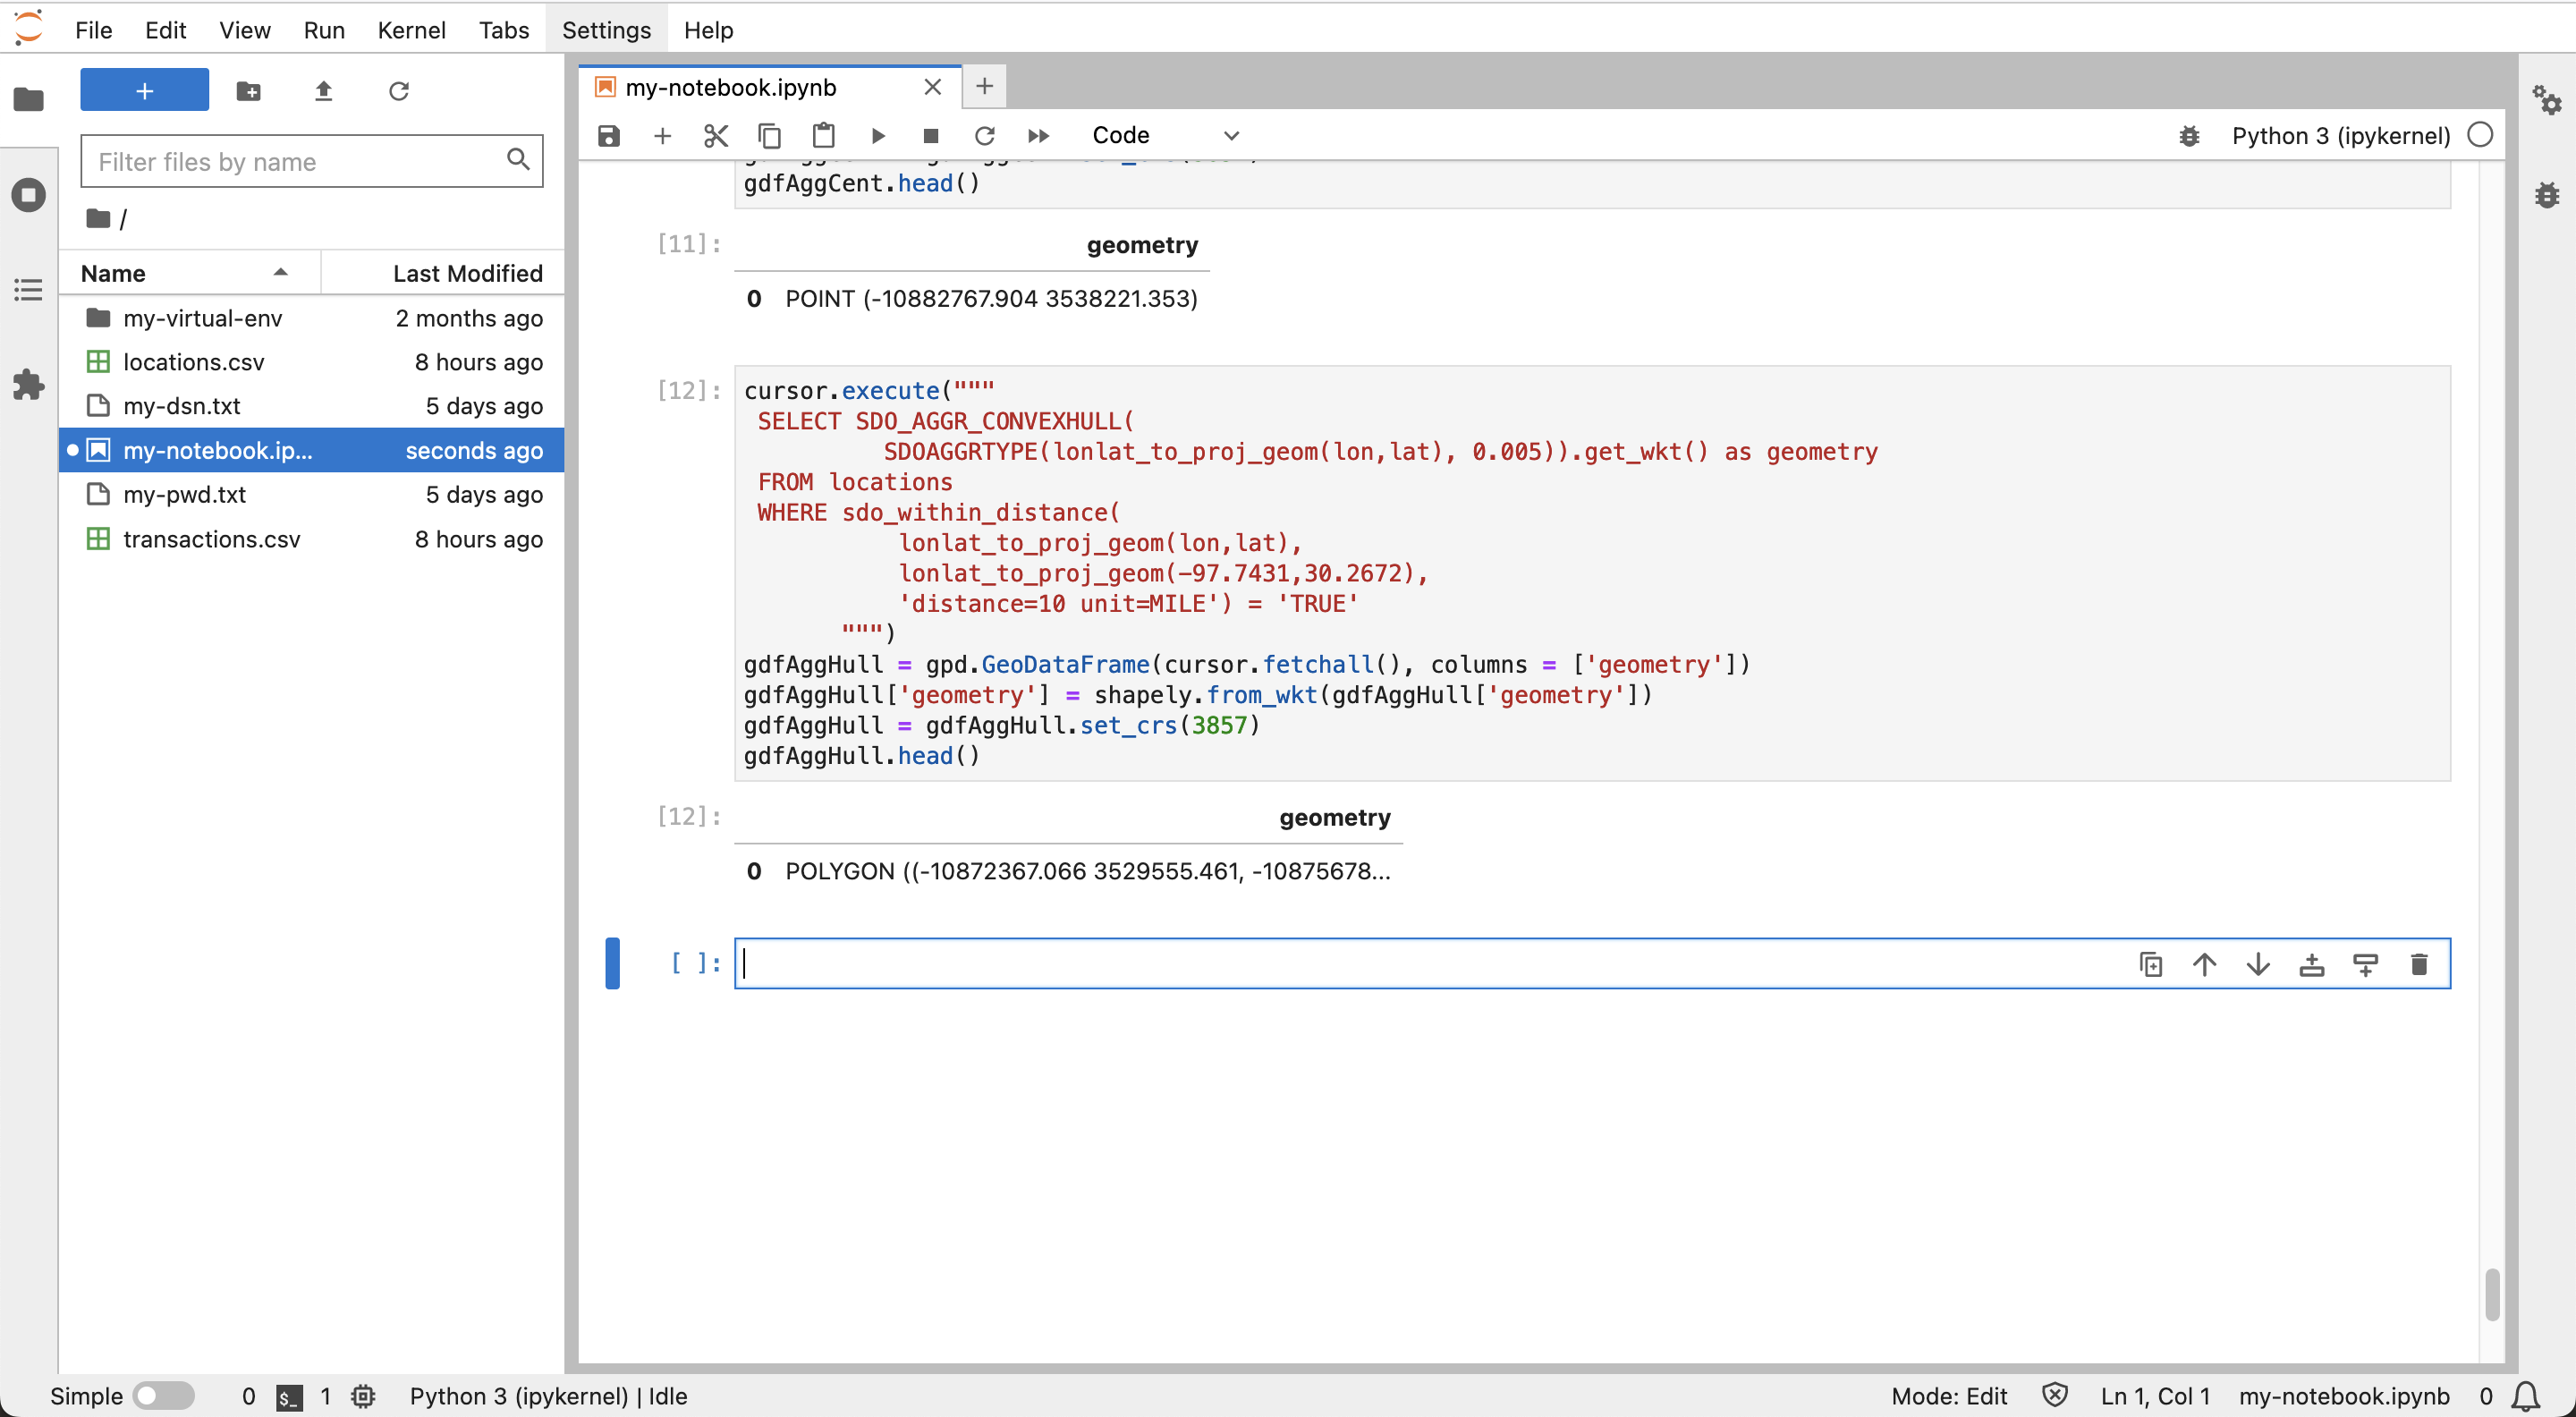 File Edit View Run Kernel Tabs Settings Help
my-notebook.ipynb
Code
Python 3 (ipykernel)
Filter files by name
/
Name Last Modified
my-virtual-env 2 months ago
locations.csv 8 hours ago
my-dsn.txt 5 days ago
my-notebook.ip... seconds ago
my-pwd.txt 5 days ago
transactions.csv 8 hours ago
gdfAggCent.head()
[11]: geometry
0 POINT (-10882767.904 3538221.353)
[12]: cursor.execute("""
SELECT SDO_AGGR_CONVEXHULL(
SDOAGGRTYPE(lonlat_to_proj_geom(lon,lat), 0.005)).get_wkt() as geometry
FROM locations
WHERE sdo_within_distance(
lonlat_to_proj_geom(lon,lat),
lonlat_to_proj_geom(-97.7431,30.2672),
'distance=10 unit=MILE') = 'TRUE'
""")
gdfAggHull = gpd.GeoDataFrame(cursor.fetchall(), columns = ['geometry'])
gdfAggHull['geometry'] = shapely.from_wkt(gdfAggHull['geometry'])
gdfAggHull = gdfAggHull.set_crs(3857)
gdfAggHull.head()
[12]: geometry
0 POLYGON ((-10872367.066 3529555.461, -10875678...
[ ]:
Simple 0 $_ 1 Python 3 (ipykernel) | Idle Mode: Edit Ln 1, Col 1 my-notebook.ipynb 0